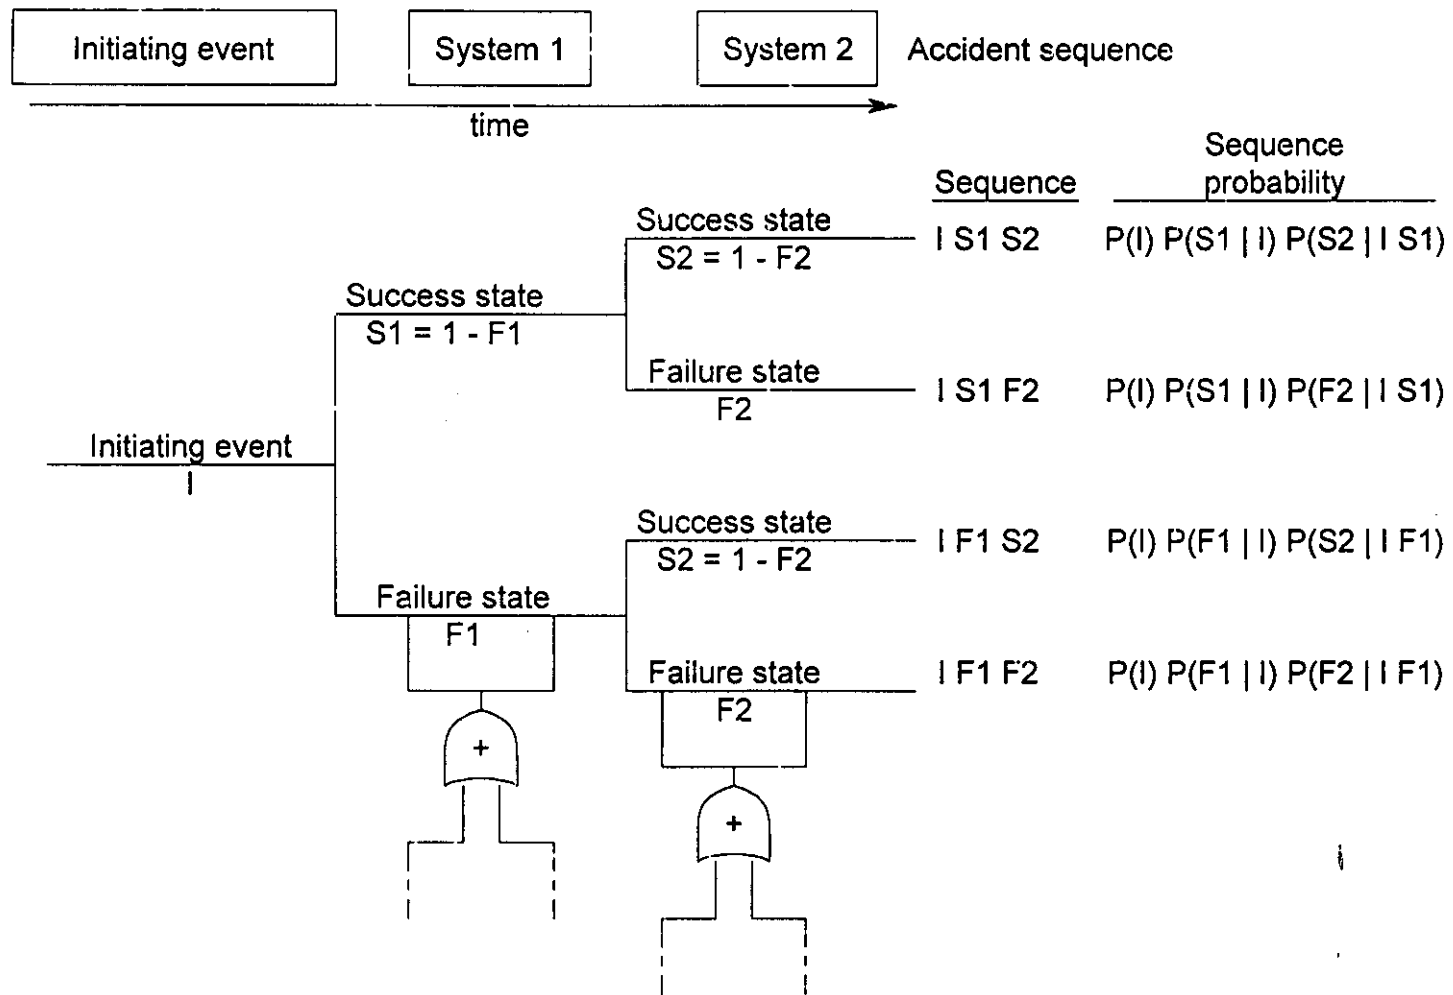 Initiating event System 1 System 2 Accident sequence
time
Sequence
Sequence probability
Success state
S2 = 1 - F2
I S1 S2 P(I) P(S1 | I) P(S2 | I S1)
Success state
S1 = 1 - F1
Failure state
F2
I S1 F2 P(I) P(S1 | I) P(F2 | I S1)
Initiating event
I
Success state
S2 = 1 - F2
I F1 S2 P(I) P(F1 | I) P(S2 | I F1)
Failure state
F1
Failure state
F2
I F1 F2 P(I) P(F1 | I) P(F2 | I F1)
+
+